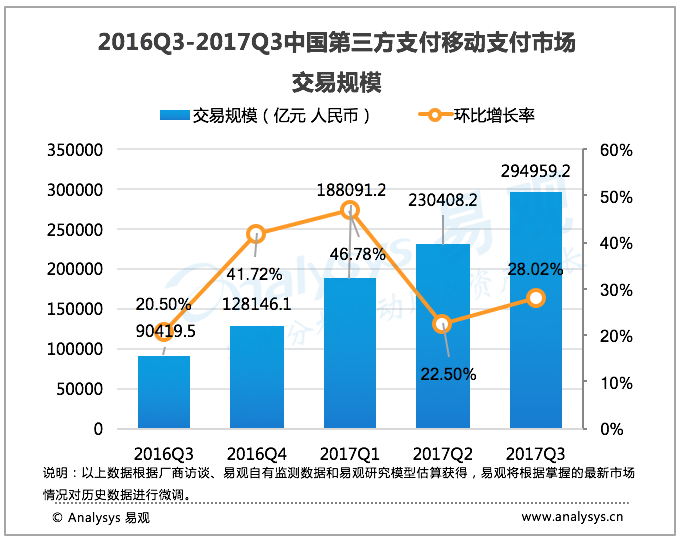 2016Q3-2017Q3中国第三方支付移动支付市场
交易规模
交易规模（亿元 人民币）
环比增长率
350000
300000
250000
200000
150000
100000
50000
0
60%
50%
40%
30%
20%
10%
0%
20.50%
90419.5
41.72%
128146.1
188091.2
46.78%
230408.2
22.50%
294959.2
28.02%
2016Q3
2016Q4
2017Q1
2017Q2
2017Q3
说明：以上数据根据厂商访谈、易观自有监测数据和易观研究模型估算获得，易观将根据掌握的最新市场
情况对历史数据进行微调。
© Analysys 易观
www.analysys.cn
nalysys 易观